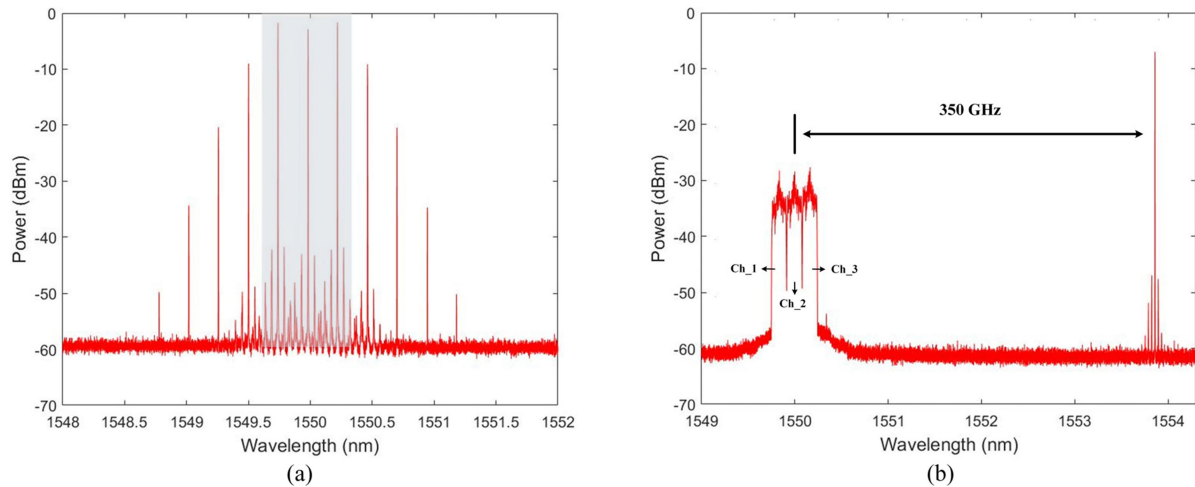 0
-10
-20
-30
-40
-50
-60
-70
Power (dBm)
1548 1548.5 1549 1549.5 1550 1550.5 1551 1551.5 1552
Wavelength (nm)
(a)
0
-10
-20
-30
-40
-50
-60
-70
Power (dBm)
350 GHz
Ch_1
Ch_2
Ch_3
1549 1550 1551 1552 1553 1554
Wavelength (nm)
(b)